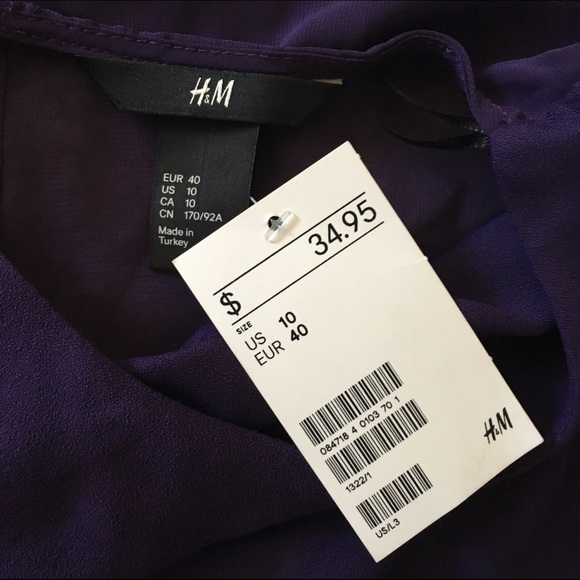 H&M
EUR 40
US 10
CA 10
CN 170/92A
Made in
Turkey
$ 34.95
SIZE
US 10
EUR 40
084718 4 0103 70 1
1322/1
US/L3
H&M